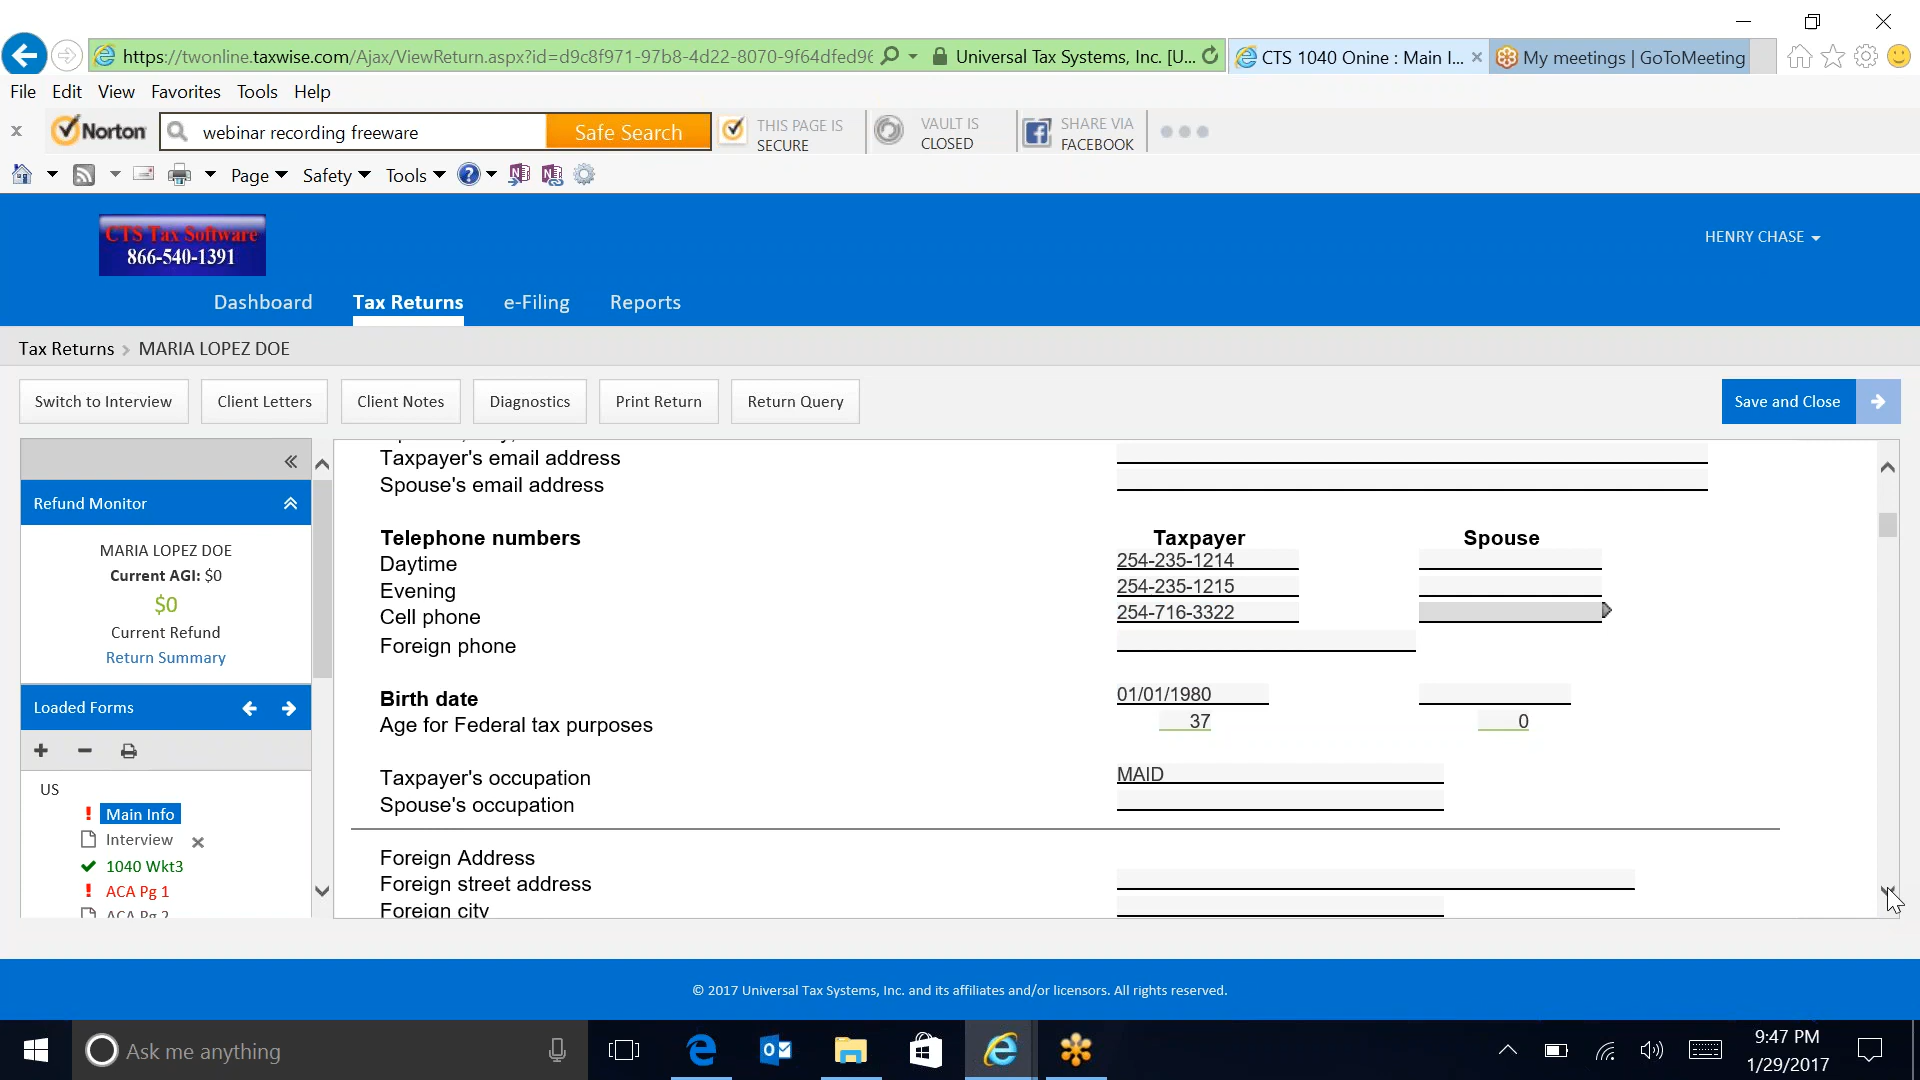 https://twonline.taxwise.com/Ajax/ViewReturn.aspx?id=d9c8f971-97b8-4d22-8070-9f64dfed96
Universal Tax Systems, Inc. [U...
CTS 1040 Onine : Main I...
My meetings | GoToMeeting
File Edit View Favorites Tools Help
x Norton webinar recording freeware Safe Search THIS PAGE IS SECURE VAULT IS CLOSED SHARE VIA FACEBOOK
Page Safety Tools
CTS Tax Software
866-540-1391
HENRY CHASE
Dashboard Tax Returns e-Filing Reports
Tax Returns > MARIA LOPEZ DOE
Switch to Interview Client Letters Client Notes Diagnostics Print Return Return Query Save and Close
Refund Monitor
MARIA LOPEZ DOE
Current AGI: $0
$0
Current Refund
Return Summary
Loaded Forms
US
! Main Info
Interview
1040 Wkt3
! ACA Pg 1
ACA Pg 2
Taxpayer's email address
Spouse's email address
Telephone numbers Taxpayer Spouse
Daytime 254-235-1214
Evening 254-235-1215
Cell phone 254-716-3322
Foreign phone
Birth date 01/01/1980
Age for Federal tax purposes 37 0
Taxpayer's occupation MAID
Spouse's occupation
Foreign Address
Foreign street address
Foreign city
© 2017 Universal Tax Systems, Inc. and its affiliates and/or licensors. All rights reserved.
Ask me anything
9:47 PM
1/29/2017